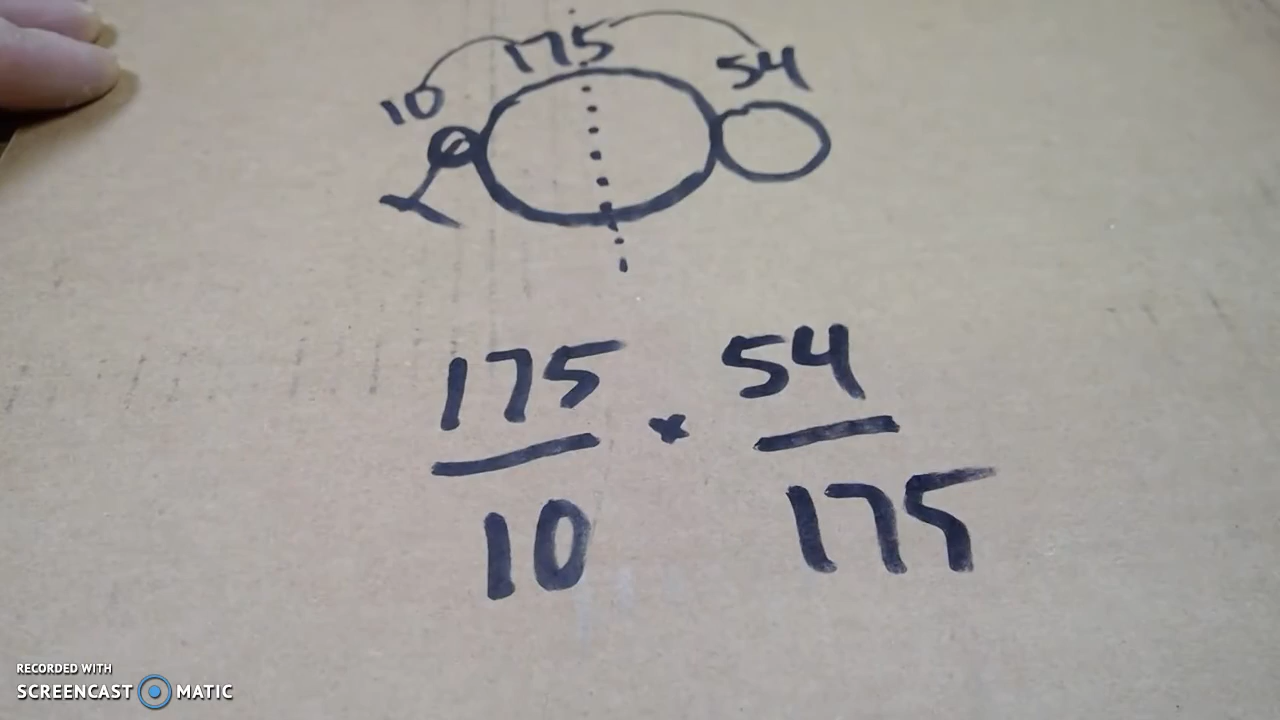 175
10 54
175 × 54
10 175
RECORDED WITH
SCREENCAST MATIC